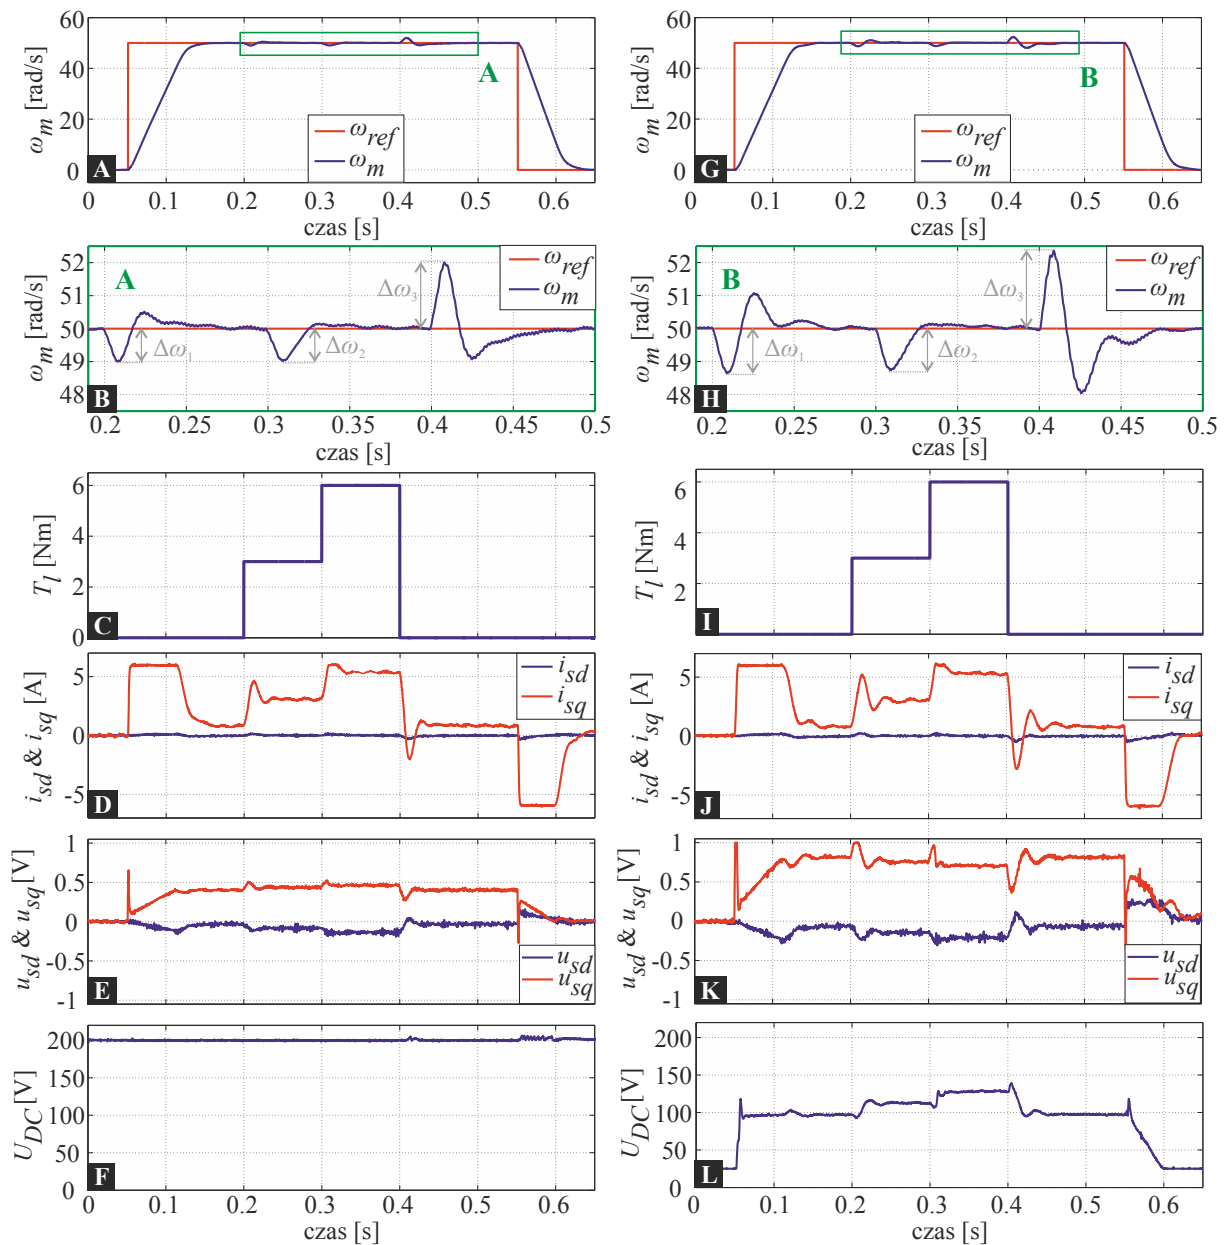 60
40
20
0
ω_m [rad/s]
A
A
ω_ref
ω_m
0
0.1
0.2
0.3
0.4
0.5
0.6
czas [s]
60
40
20
0
ω_m [rad/s]
G
B
ω_ref
ω_m
0
0.1
0.2
0.3
0.4
0.5
0.6
czas [s]
52
51
50
49
48
ω_m [rad/s]
B
A
Δω₁
Δω₂
Δω₃
ω_ref
ω_m
0.2
0.25
0.3
0.35
0.4
0.45
0.5
czas [s]
52
51
50
49
48
ω_m [rad/s]
H
B
Δω₁
Δω₂
Δω₃
ω_ref
ω_m
0.2
0.25
0.3
0.35
0.4
0.45
0.5
czas [s]
6
4
2
0
T_l [Nm]
C
6
4
2
T_l [Nm]
I
5
0
-5
i_sd & i_sq [A]
D
i_sd
i_sq
5
0
-5
i_sd & i_sq [A]
J
i_sd
i_sq
1
0.5
0
-0.5
-1
u_sd & u_sq [V]
E
u_sd
u_sq
1
0.5
0
-0.5
-1
u_sd & u_sq [V]
K
u_sd
u_sq
200
150
100
50
0
U_DC [V]
F
0
0.1
0.2
0.3
0.4
0.5
0.6
czas [s]
200
150
100
50
0
U_DC [V]
L
0
0.1
0.2
0.3
0.4
0.5
0.6
czas [s]